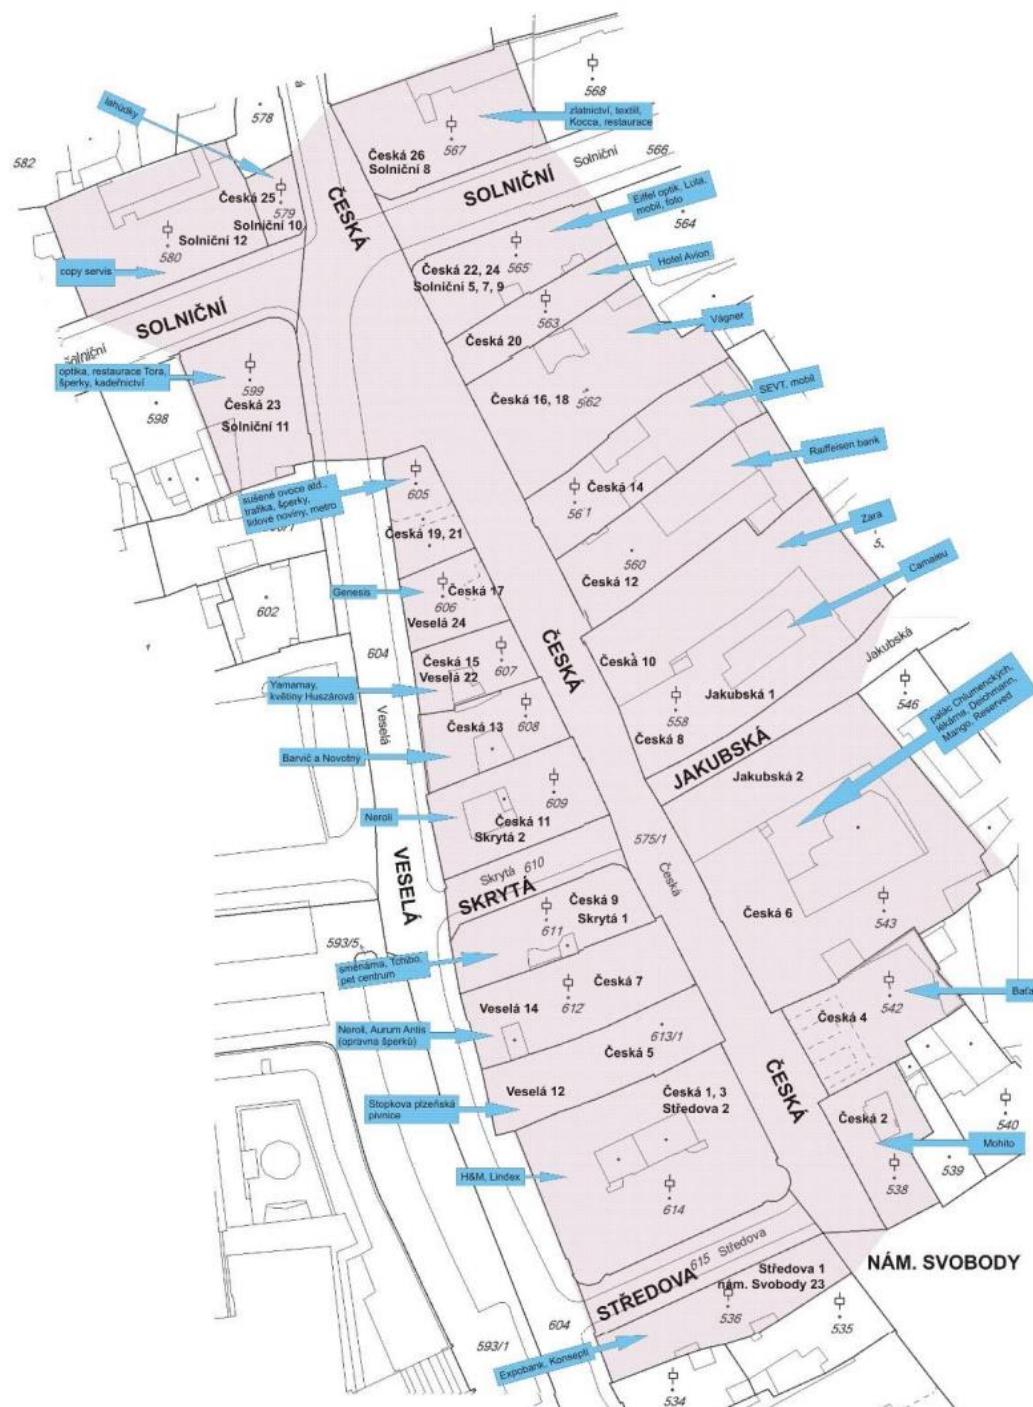 568
lahůdky
578
zlatnictví, textil,
Kocca, restaurace
582
567
Česká 26
Solniční 8
Solniční
566
SOLNIČNÍ
ČESKÁ
Česká 25
579
Solniční 10
Solniční 12
580
Eiffel optik, Luta,
mobil, foto
564
copy servis
Česká 22, 24
565
Solniční 5, 7, 9
Hotel Avion
SOLNIČNÍ
563
Vágner
Česká 20
Solniční
optika, restaurace Tora,
šperky, kadeřnictví
599
598
Česká 23
Solniční 11
Česká 16, 18
562
SEVT, mobil
Raiffeisen bank
605
sušené ovoce atd.,
trafika, šperky,
lidové noviny, metro
Česká 14
561
Zara
Česká 19, 21
5
560
Česká 12
Camaieu
Genesis
Česká 17
606
602
Veselá 24
604
ČESKÁ
Jakubská
Česká 15
607
Veselá 22
Česká 10
Yamamay,
květiny Huszárová
Jakubská 1
546
558
palác Chlumenckých,
lékárna, Deichmann,
Mango, Reserved
Veselá
608
Česká 13
Česká 8
Barvič a Novotný
JAKUBSKÁ
Jakubská 2
609
Neroli
Česká 11
Skrytá 2
575/1
VESELÁ
Skrytá
610
Česká
SKRYTÁ
Česká 9
Skrytá 1
611
Česká 6
543
593/5
směnárna, Tchibo,
pet centrum
Česká 7
Veselá 14
612
542
Baťa
Česká 4
Neroli, Aurum Antis
(opravna šperků)
613/1
Česká 5
ČESKÁ
Veselá 12
Česká 1, 3
Středova 2
Stopkova plzeňská
pivnice
Česká 2
540
Mohito
539
538
H&M, Lindex
614
615
Středova
STŘEDOVA
NÁM. SVOBODY
Středova 1
nám. Svobody 23
536
535
604
593/1
Expobank, Konsepti
534